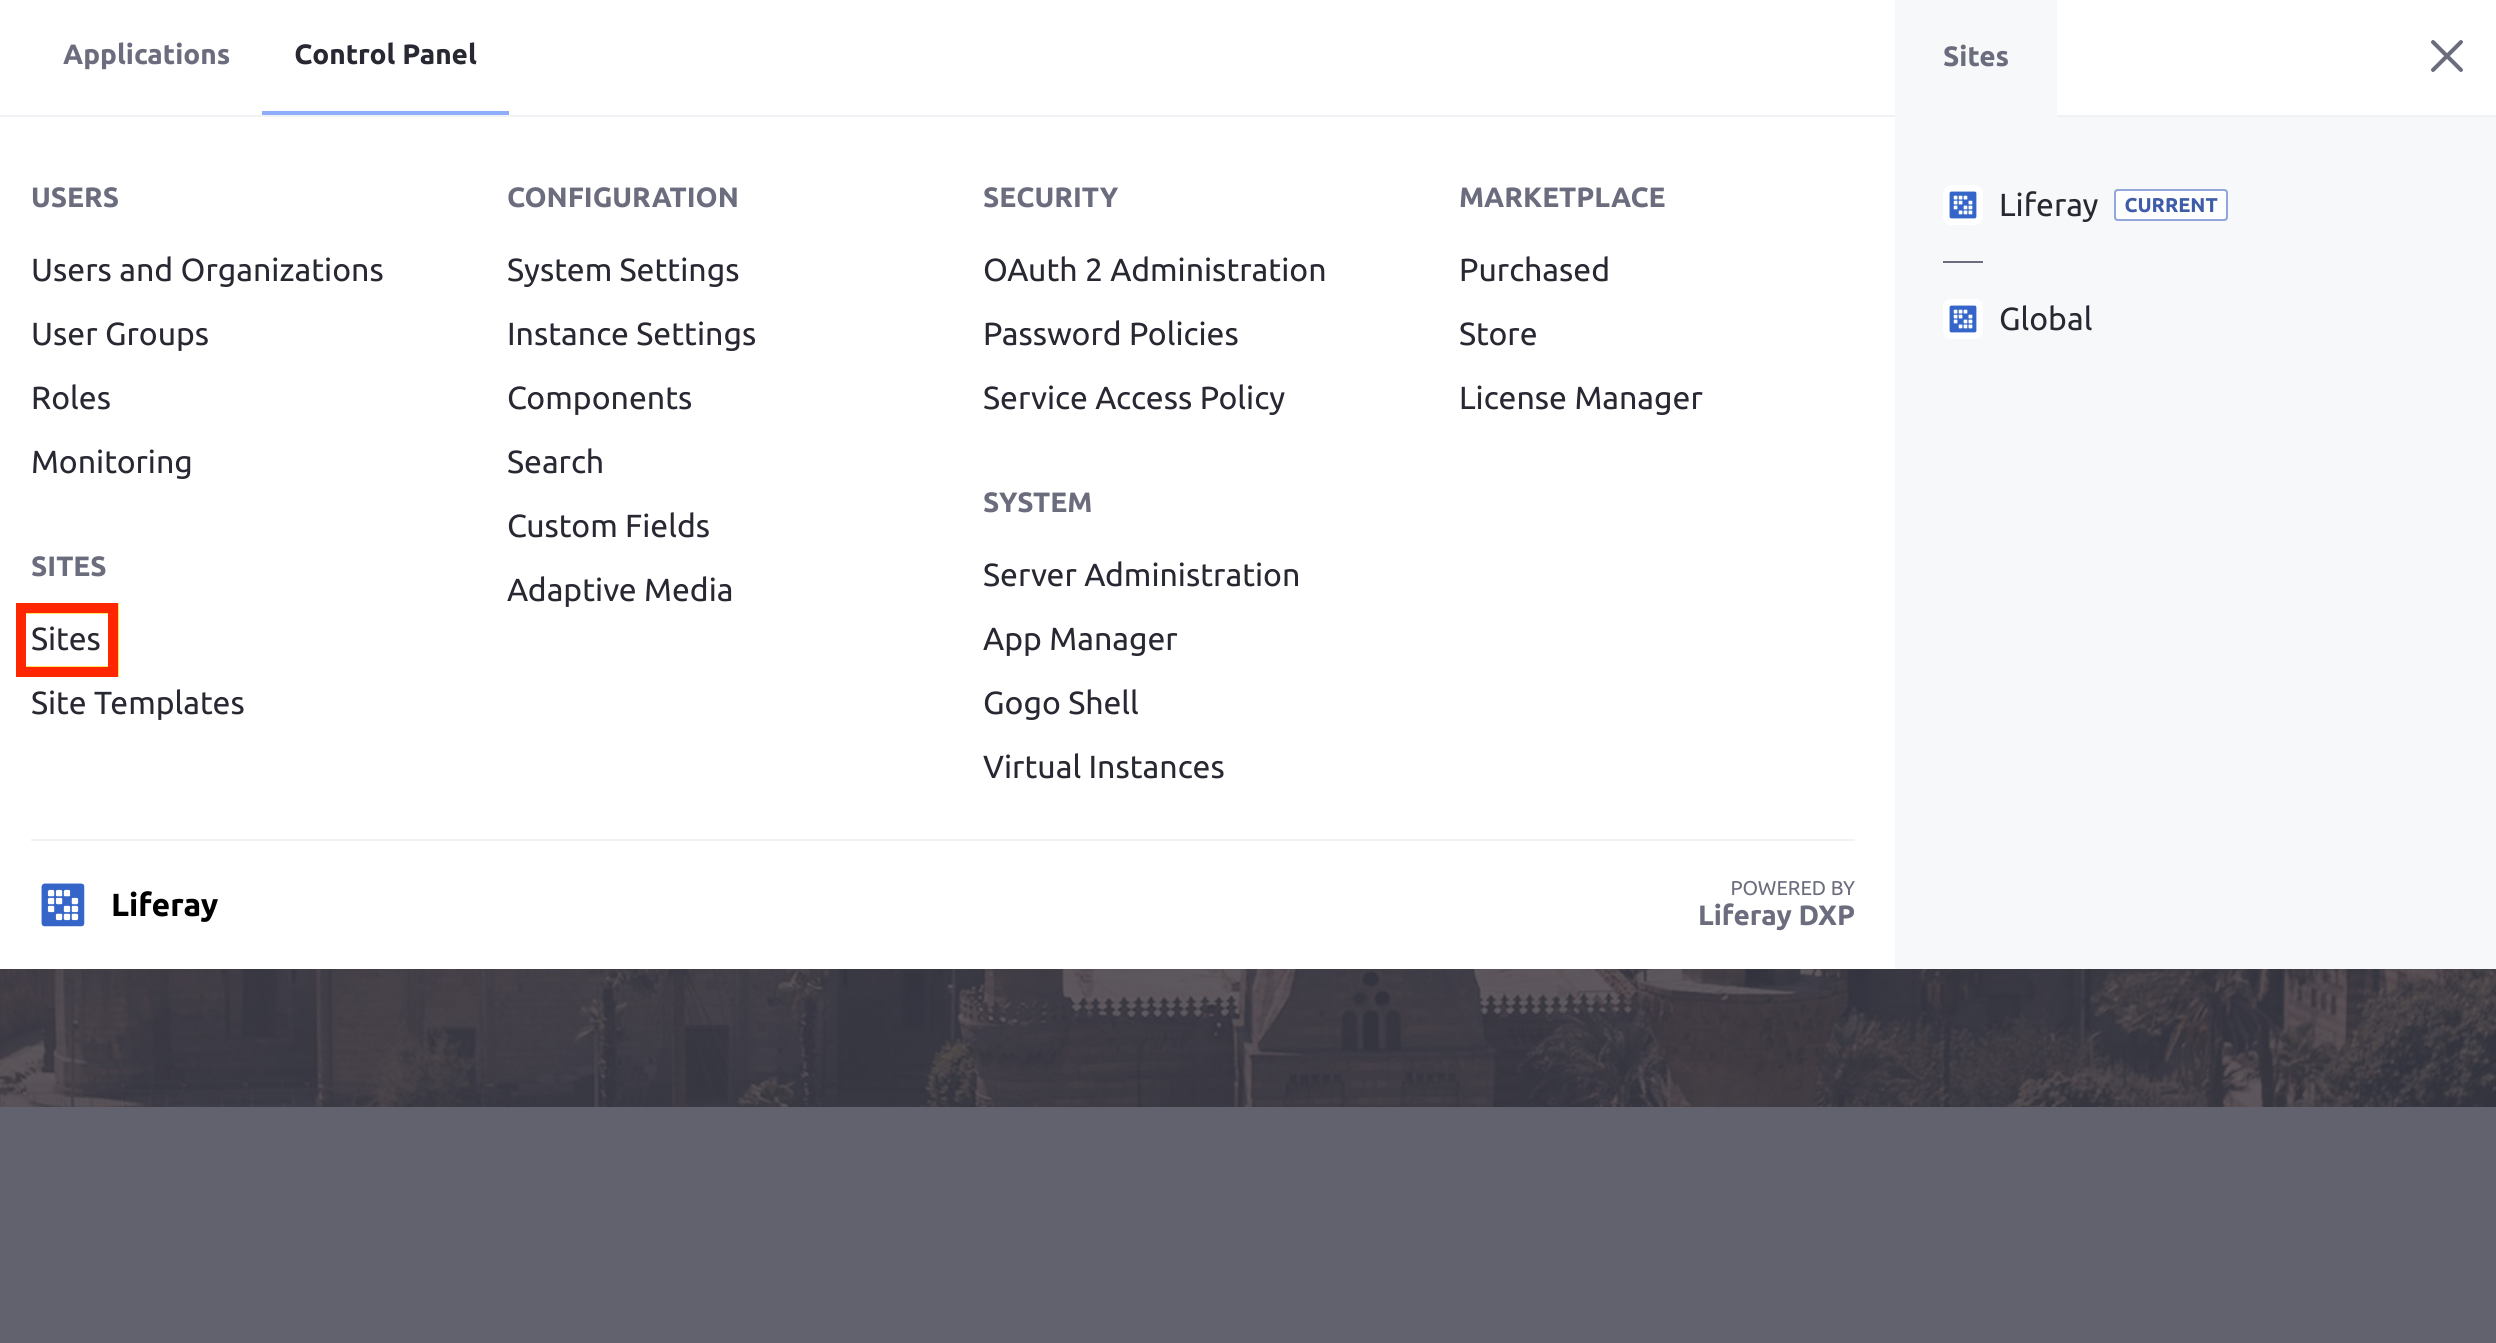 Applications
Control Panel
Sites
USERS
Users and Organizations
User Groups
Roles
Monitoring
SITES
Sites
Site Templates
CONFIGURATION
System Settings
Instance Settings
Components
Search
Custom Fields
Adaptive Media
SECURITY
OAuth 2 Administration
Password Policies
Service Access Policy
SYSTEM
Server Administration
App Manager
Gogo Shell
Virtual Instances
MARKETPLACE
Purchased
Store
License Manager
Liferay CURRENT
Global
Liferay
POWERED BY
Liferay DXP